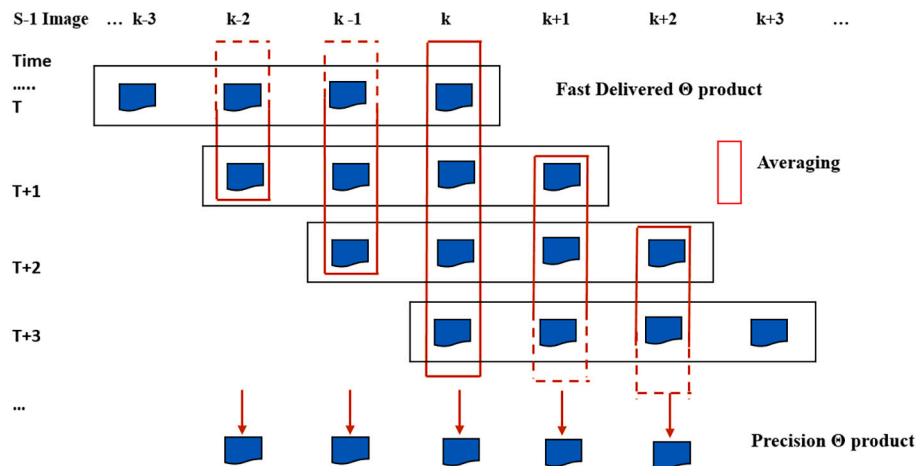 S-1 Image ... k-3 k-2 k -1 k k+1 k+2 k+3 ...
Time
.....
T
Fast Delivered Θ product
T+1
Averaging
T+2
T+3
...
Precision Θ product